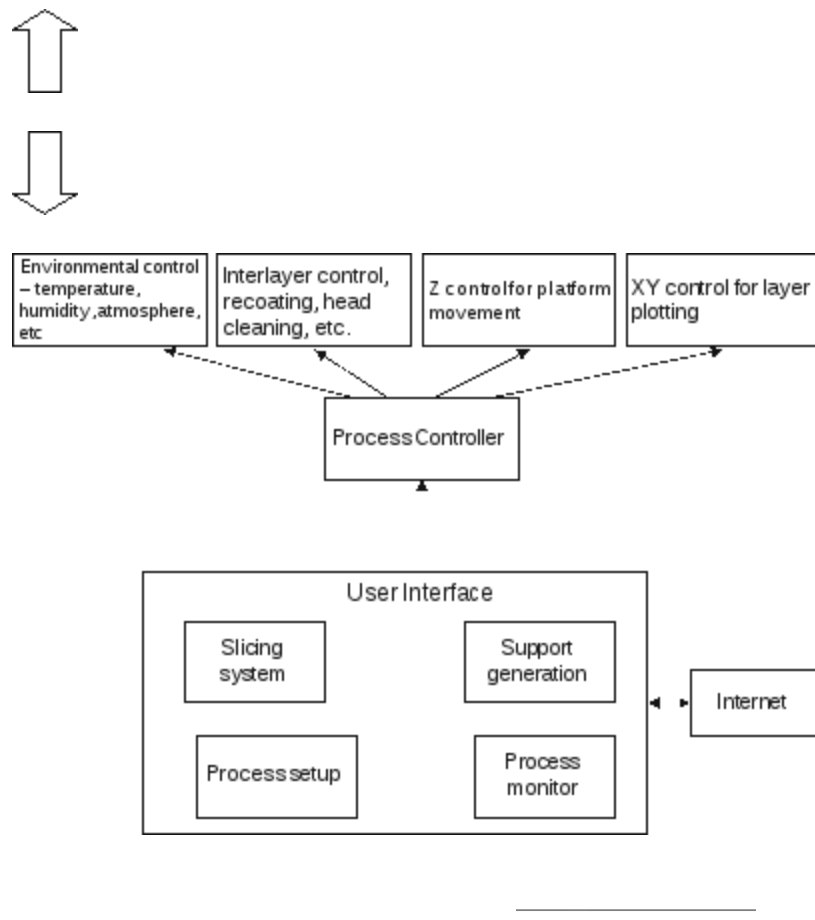 Environmental control
– temperature,
humidity,atmosphere,
etc
Interlayer control,
recoating, head
cleaning, etc.
Z control for platform
movement
XY control for layer
plotting
Process Controller
User Interface
Slicing
system
Support
generation
Process setup
Process
monitor
Internet